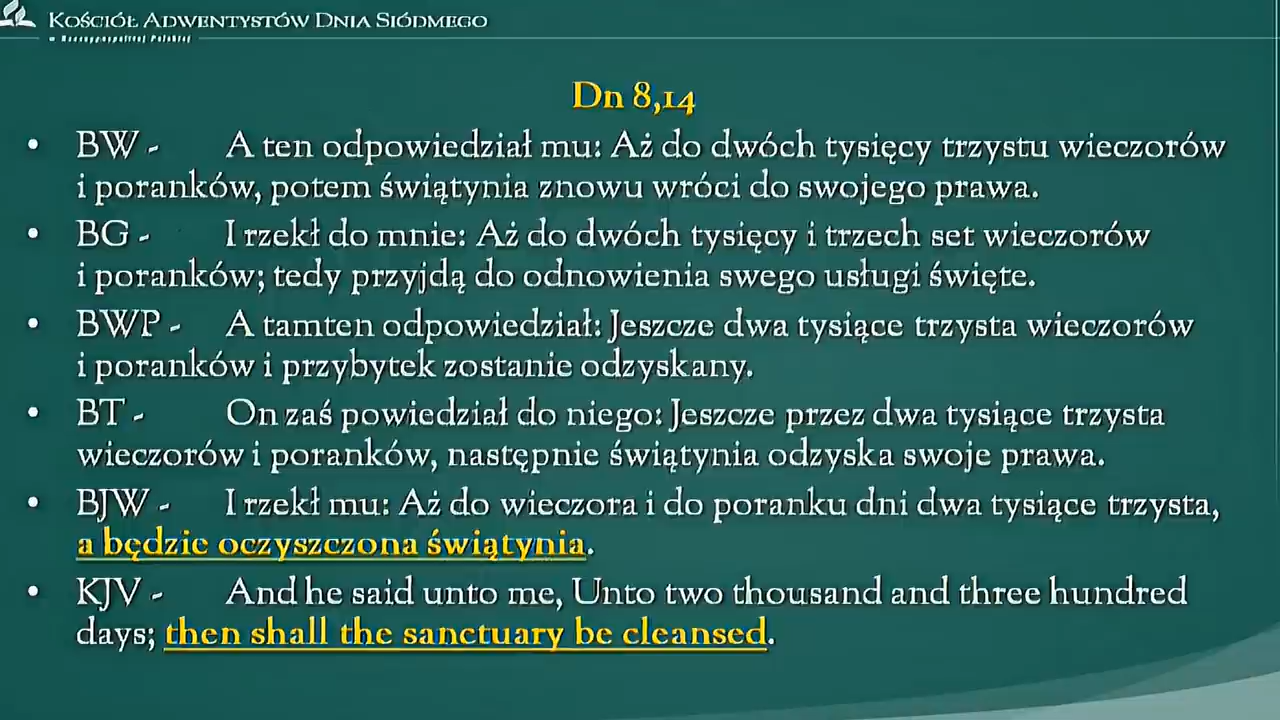 Kościół Adwentystów Dnia Siódmego
w Rzeczypospolitej Polskiej
Dn 8,14
• BW - A ten odpowiedział mu: Aż do dwóch tysięcy trzystu wieczorów
i poranków, potem świątynia znowu wróci do swojego prawa.
• BG - I rzekł do mnie: Aż do dwóch tysięcy i trzech set wieczorów
i poranków; tedy przyjdą do odnowienia swego usługi święte.
• BWP - A tamten odpowiedział: Jeszcze dwa tysiące trzysta wieczorów
i poranków i przybytek zostanie odzyskany.
• BT - On zaś powiedział do niego: Jeszcze przez dwa tysiące trzysta
wieczorów i poranków, następnie świątynia odzyska swoje prawa.
• BJW - I rzekł mu: Aż do wieczora i do poranku dni dwa tysiące trzysta,
a będzie oczyszczona świątynia.
• KJV - And he said unto me, Unto two thousand and three hundred
days; then shall the sanctuary be cleansed.